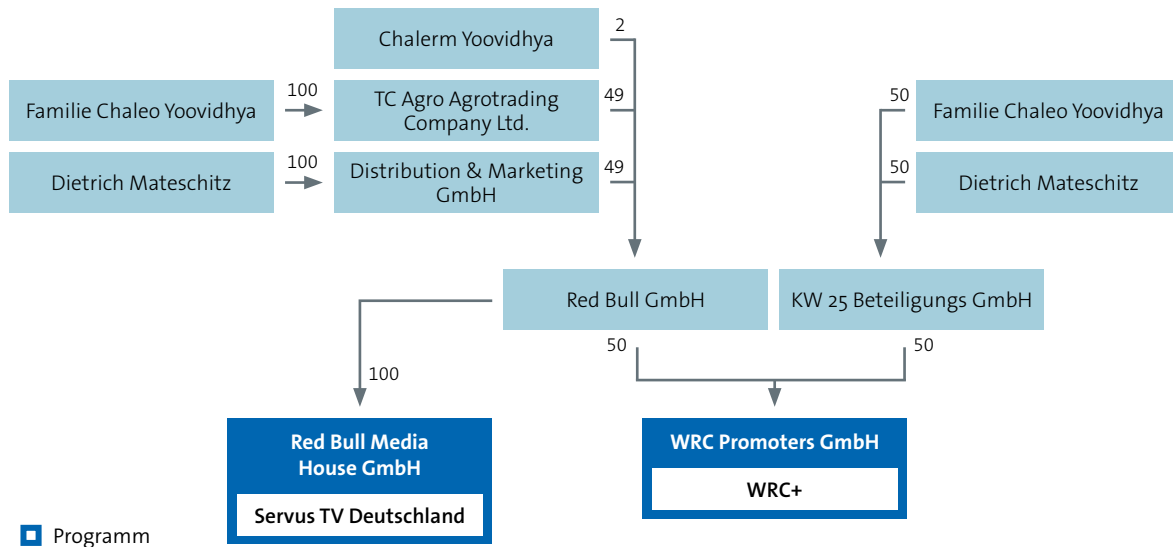 Chalerm Yoovidhya
2
Familie Chaleo Yoovidhya
100
TC Agro Agrotrading
Company Ltd.
49
50
Familie Chaleo Yoovidhya
Dietrich Mateschitz
100
Distribution & Marketing
GmbH
49
50
Dietrich Mateschitz
Red Bull GmbH
KW 25 Beteiligungs GmbH
50
50
100
Red Bull Media
House GmbH
Servus TV Deutschland
WRC Promoters GmbH
WRC+
Programm